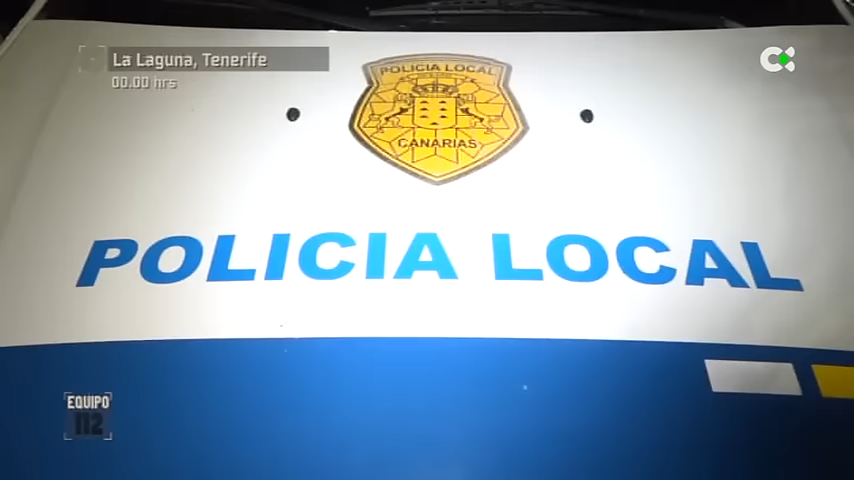 La Laguna, Tenerife
00.00 hrs
POLICIA LOCAL
CANARIAS
POLICIA LOCAL
EQUIPO
112